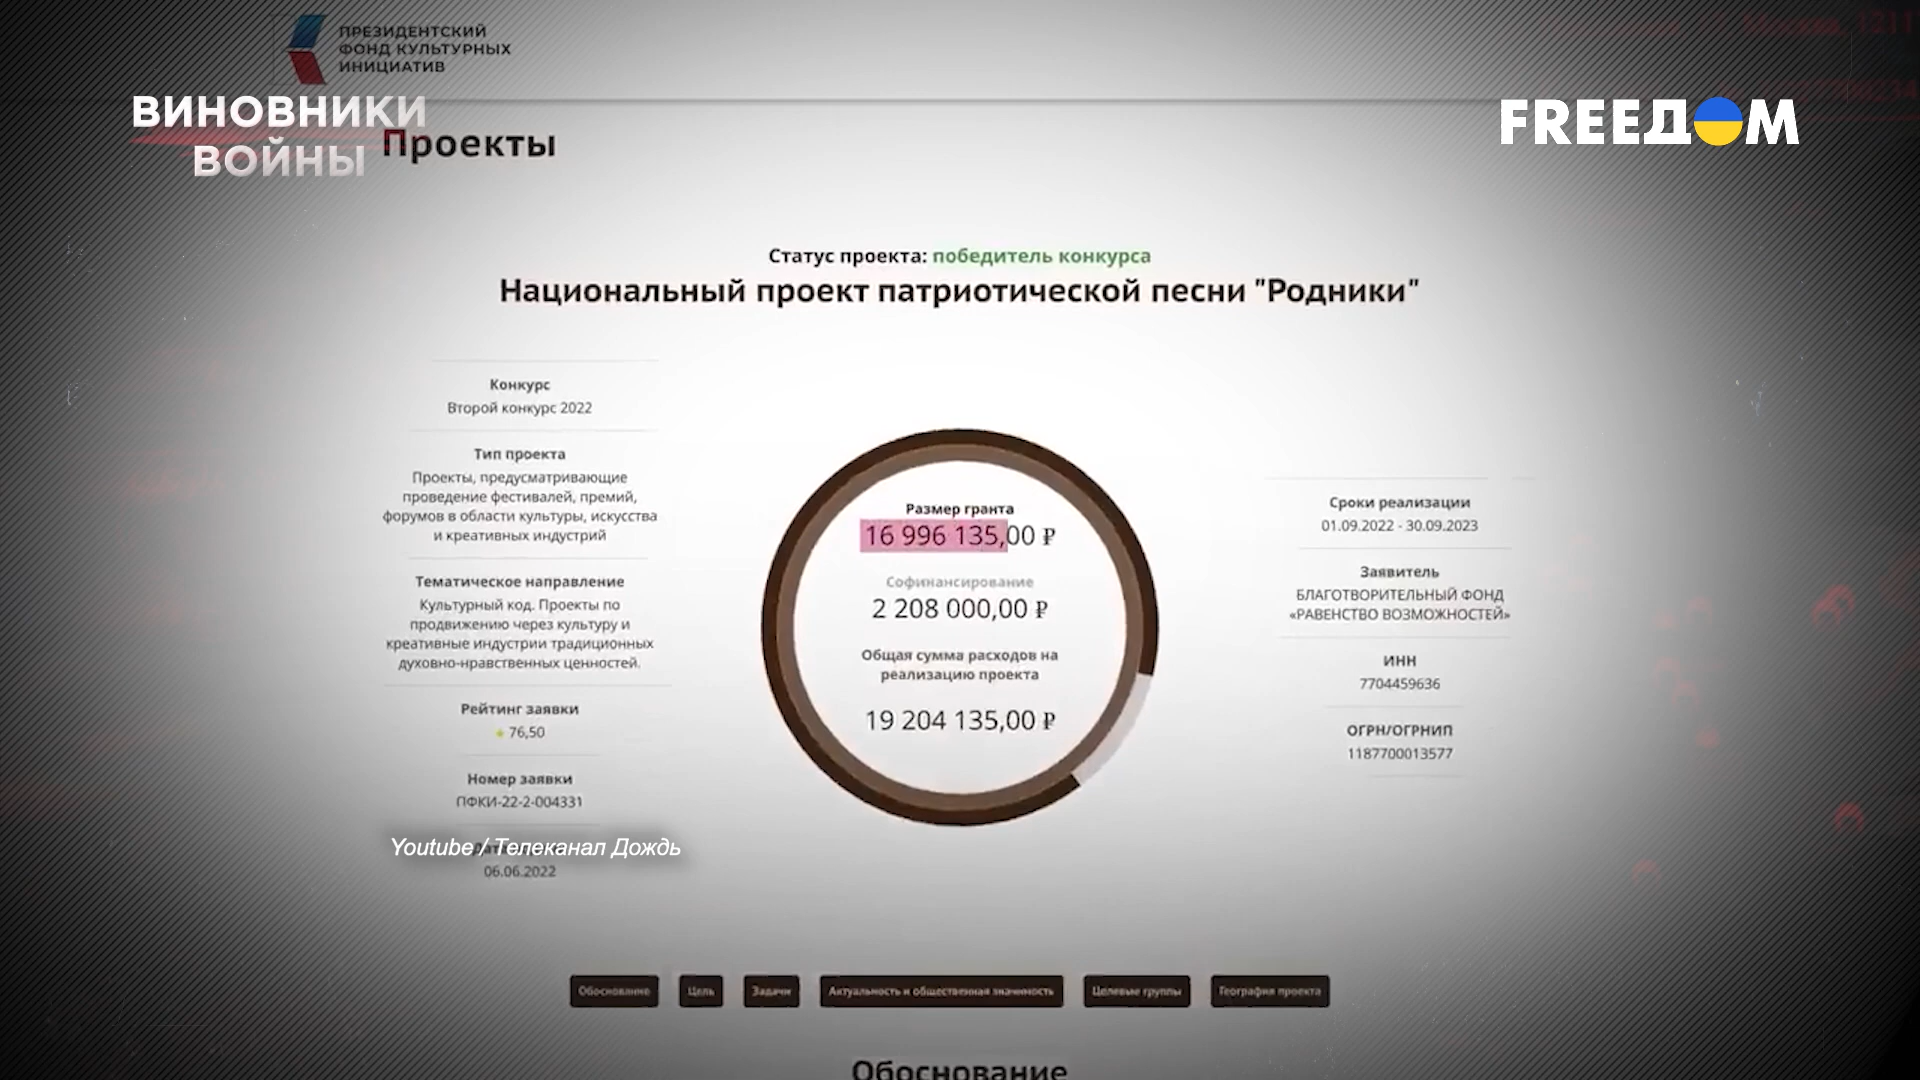 ПРЕЗИДЕНТСКИЙ
ФОНД КУЛЬТУРНЫХ
ИНИЦИАТИВ
ВИНОВНИКИ
ВОЙНЫ
FREEДОМ
Проекты
Статус проекта: победитель конкурса
Национальный проект патриотической песни "Родники"
Конкурс
Второй конкурс 2022
Тип проекта
Проекты, предусматривающие
проведение фестивалей, премий,
форумов в области культуры, искусства
и креативных индустрий
Тематическое направление
Культурный код. Проекты по
продвижению через культуру и
креативные индустрии традиционных
духовно-нравственных ценностей.
Рейтинг заявки
76,50
Номер заявки
ПФКИ-22-2-004331
Youtube / Телеканал Дождь
06.06.2022
Размер гранта
16 996 135,00 ₽
Софинансирование
2 208 000,00 ₽
Общая сумма расходов на
реализацию проекта
19 204 135,00 ₽
Сроки реализации
01.09.2022 - 30.09.2023
Заявитель
БЛАГОТВОРИТЕЛЬНЫЙ ФОНД
«РАВЕНСТВО ВОЗМОЖНОСТЕЙ»
ИНН
7704459636
ОГРН/ОГРНИП
1187700013577
Обоснование
Цель
Задачи
Актуальность и общественная значимость
Целевые группы
География проекта
Обоснование